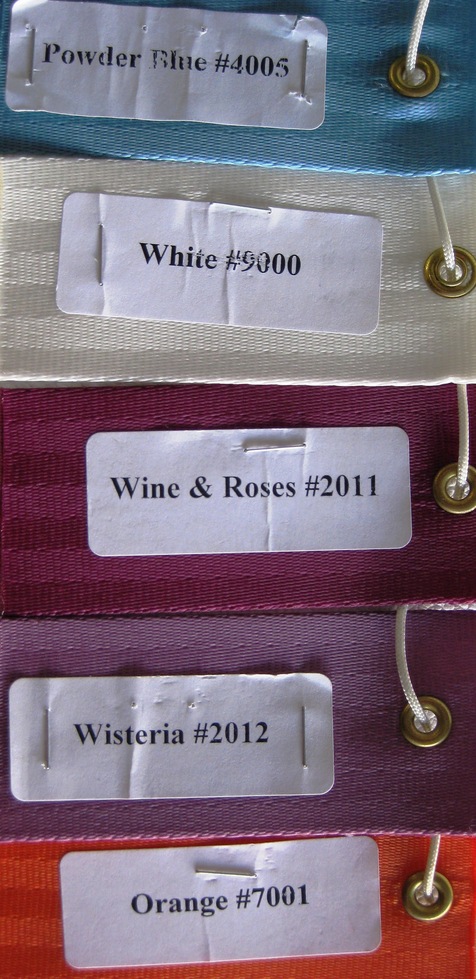 Powder Blue #4005
White #9000
Wine & Roses #2011
Wisteria #2012
Orange #7001